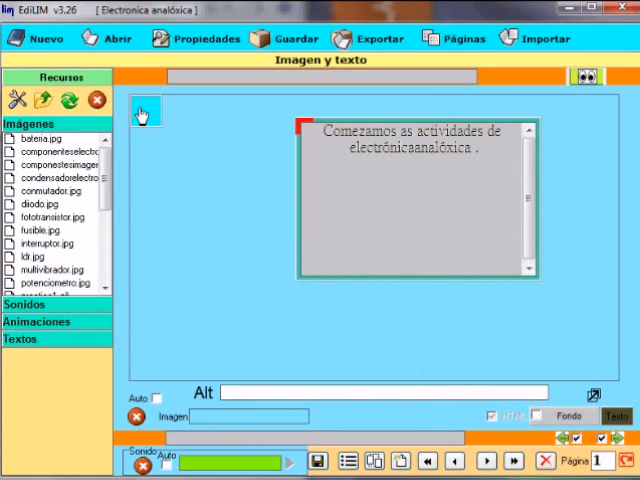 EdiLIM v3.26 [ Electronica analóxica ]
Nuevo Abrir Propiedades Guardar Exportar Páginas Importar
Imagen y texto
Recursos
Imágenes
bateria.jpg
componenteselectro
componentesimager
condensadorelectro
conmutador.jpg
diodo.jpg
fototransistor.jpg
fusible.jpg
interruptor.jpg
ldr.jpg
multivibrador.jpg
potenciometro.jpg
Sonidos
Animaciones
Textos
Comezamos as actividades de
electrónicaanalóxica .
Auto Alt
Imagen HTML Fondo Texto
Sonido Auto
Página 1